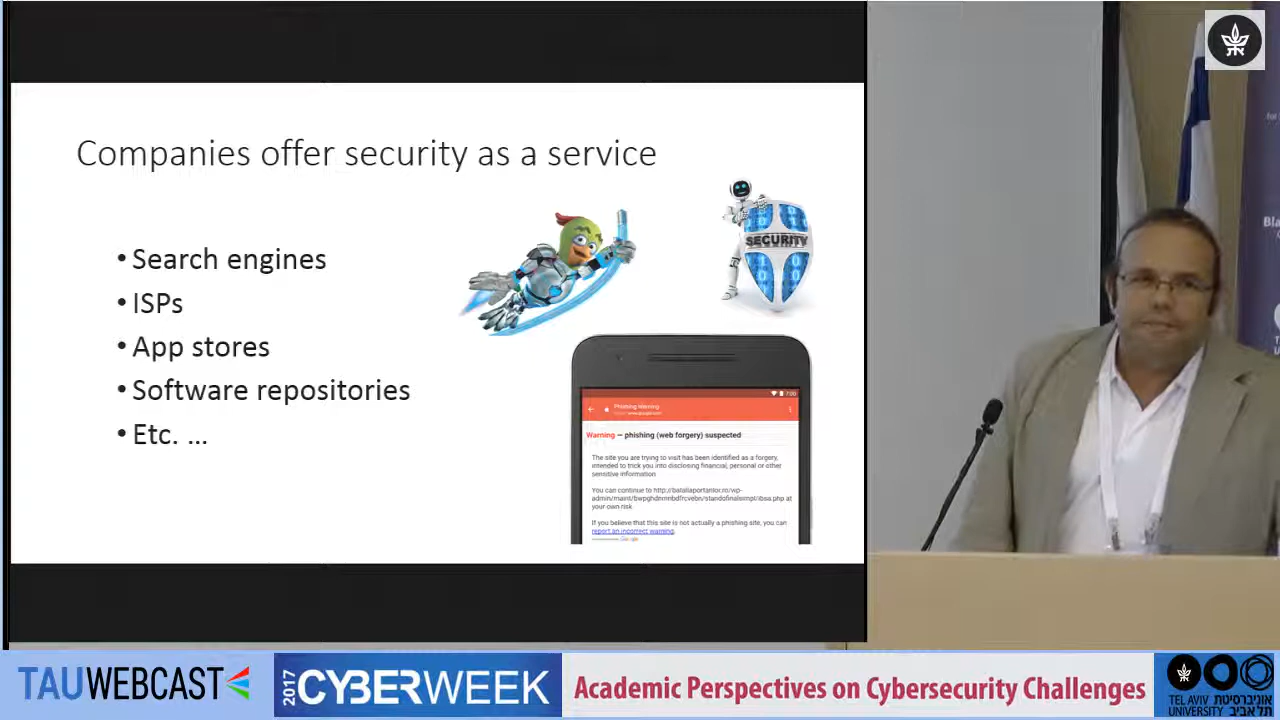 Companies offer security as a service
• Search engines
• ISPs
• App stores
• Software repositories
• Etc. ...
SECURITY
7:00
Phishing Warning
Warning — phishing (web forgery) suspected
The site you are trying to visit has been identified as a forgery,
intended to trick you into disclosing financial, personal or other
sensitive information
You can continue to
at
your own risk
If you believe that this site is not actually a phishing site, you can
report an incorrect warning.
TAUWEBCAST
2017
CYBERWEEK
Academic Perspectives on Cybersecurity Challenges
TEL AVIV
UNIVERSITY
אוניברסיטת
תל אביב